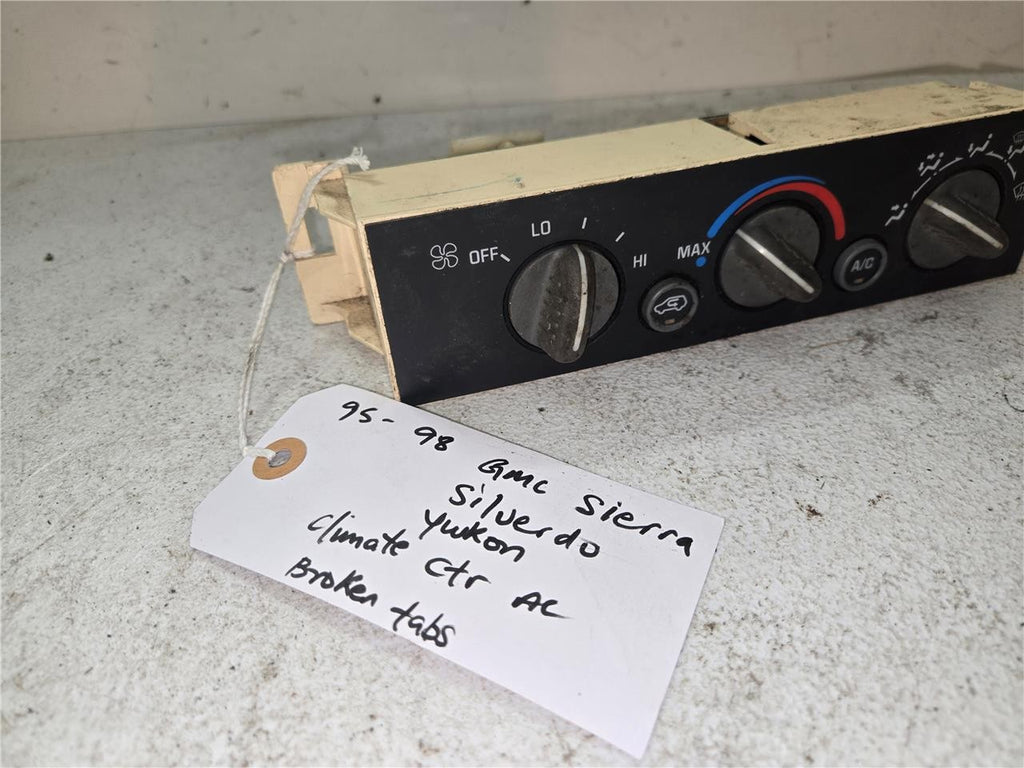 OFF LO HI
MAX
A/C
95-98 GMC Sierra
Silverdo
Yukon
Climate Ctr AC
Broken tabs